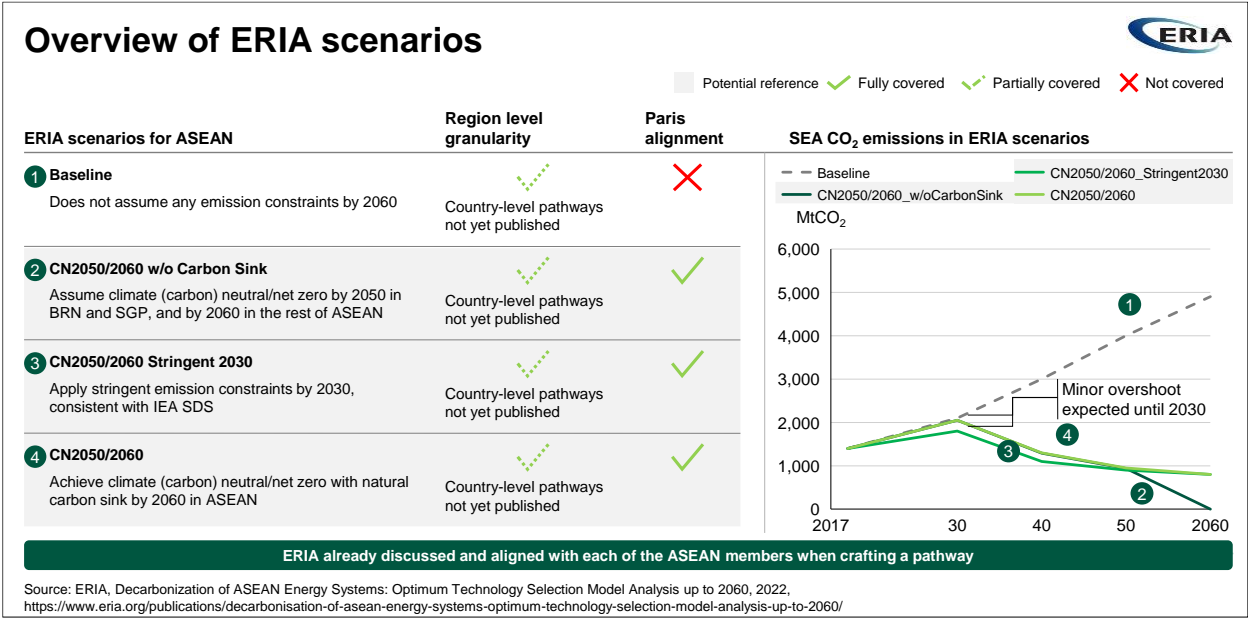 Overview of ERIA scenarios
ERIA
Potential reference
Fully covered
Partially covered
Not covered
ERIA scenarios for ASEAN
Region level
granularity
Paris
alignment
1 Baseline
Does not assume any emission constraints by 2060
Country-level pathways
not yet published
2 CN2050/2060 w/o Carbon Sink
Assume climate (carbon) neutral/net zero by 2050 in
BRN and SGP, and by 2060 in the rest of ASEAN
Country-level pathways
not yet published
3 CN2050/2060 Stringent 2030
Apply stringent emission constraints by 2030,
consistent with IEA SDS
Country-level pathways
not yet published
4 CN2050/2060
Achieve climate (carbon) neutral/net zero with natural
carbon sink by 2060 in ASEAN
Country-level pathways
not yet published
SEA CO₂ emissions in ERIA scenarios
Baseline
CN2050/2060_Stringent2030
CN2050/2060_w/oCarbonSink
CN2050/2060
MtCO₂
6,000
5,000
4,000
3,000
2,000
1,000
0
2017
30
40
50
2060
1
Minor overshoot
expected until 2030
4
3
2
ERIA already discussed and aligned with each of the ASEAN members when crafting a pathway
Source: ERIA, Decarbonization of ASEAN Energy Systems: Optimum Technology Selection Model Analysis up to 2060, 2022,
https://www.eria.org/publications/decarbonisation-of-asean-energy-systems-optimum-technology-selection-model-analysis-up-to-2060/